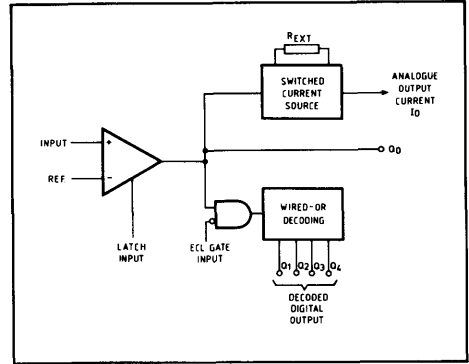 REXT
SWITCHED
CURRENT
SOURCE
ANALOGUE
OUTPUT
CURRENT
IO
INPUT
+
REF.
-
QO
LATCH
INPUT
ECL GATE
INPUT
WIRED-OR
DECODING
Q1 Q2 Q3 Q4
DECODED
DIGITAL
OUTPUT